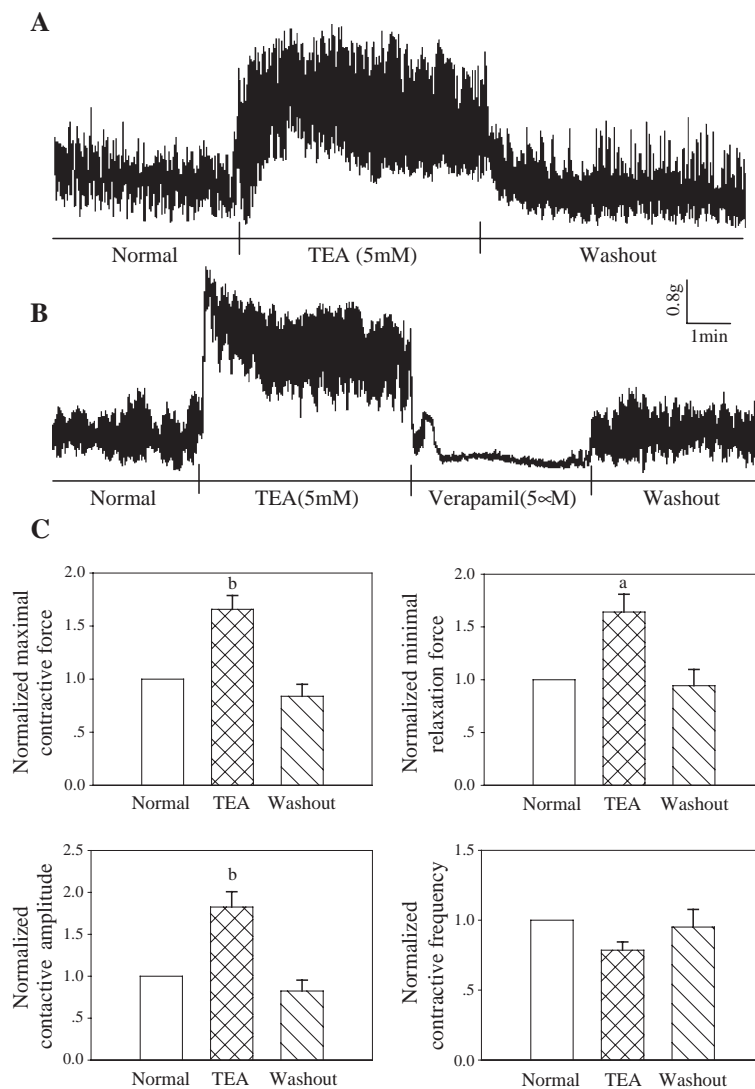 A
Normal TEA (5mM) Washout
0.8g
1min
B
Normal TEA(5mM) Verapamil(5∝M) Washout
C
Normalized maximal
contractive force
2.0
1.5
1.0
.5
0.0
b
Normal TEA Washout
Normalized minimal
relaxation force
2.0
1.5
1.0
.5
0.0
a
Normal TEA Washout
Normalized
contactive amplitude
2.5
2.0
1.5
1.0
.5
0.0
b
Normal TEA Washout
Normalized
contractive frequency
1.5
1.0
.5
0.0
Normal TEA Washout